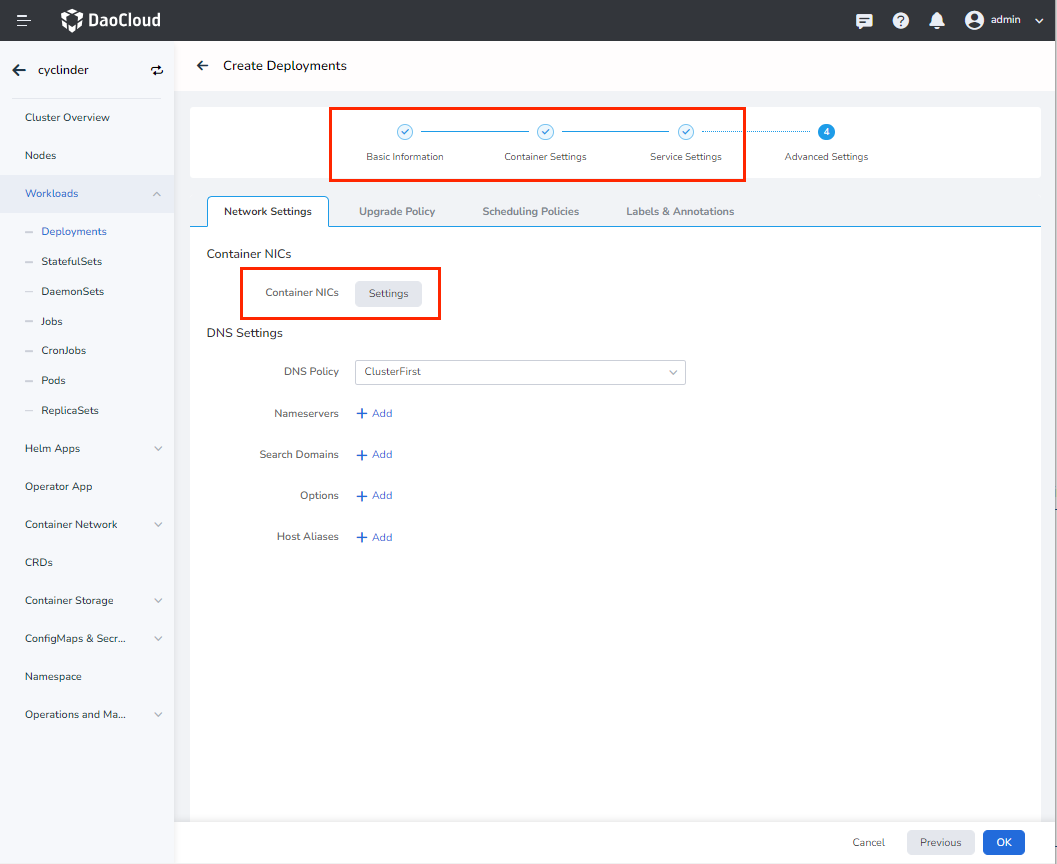 DaoCloud
admin
cyclinder
Create Deployments
Cluster Overview
Nodes
Workloads
Deployments
StatefulSets
DaemonSets
Jobs
CronJobs
Pods
ReplicaSets
Helm Apps
Operator App
Container Network
CRDs
Container Storage
ConfigMaps & Secr...
Namespace
Operations and Ma...
4
Basic Information
Container Settings
Service Settings
Advanced Settings
Network Settings
Upgrade Policy
Scheduling Policies
Labels & Annotations
Container NICs
Container NICs Settings
DNS Settings
DNS Policy ClusterFirst
Nameservers + Add
Search Domains + Add
Options + Add
Host Aliases + Add
Cancel Previous OK